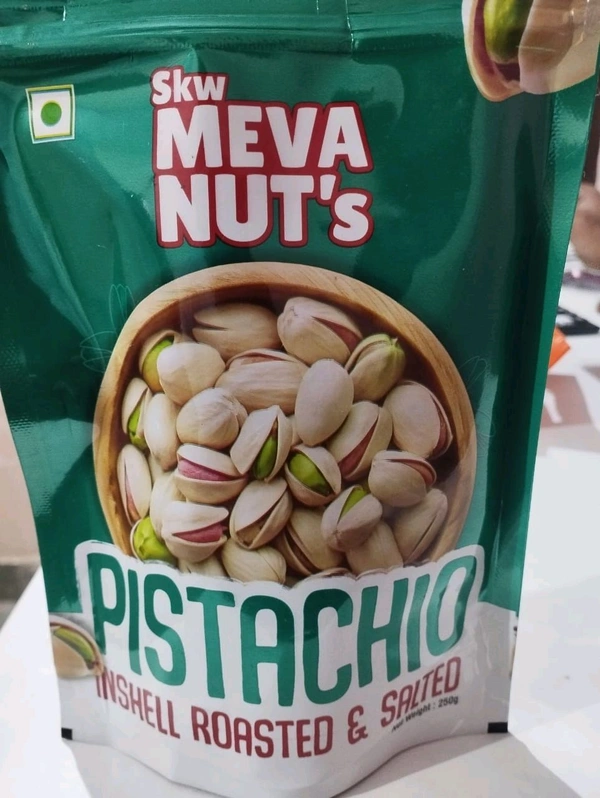 Skw
MEVA
NUT's
PISTACHIO
INSHELL ROASTED & SALTED
Net Weight : 250g